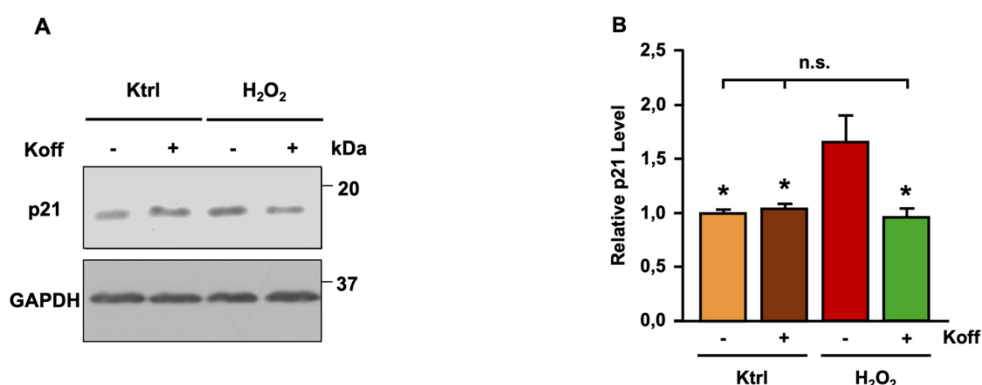 A
Ktrl H₂O₂
Koff - + - + kDa
p21 20
GAPDH 37
B
Relative p21 Level
2,5
2,0
1,5
1,0
0,5
0,0
n.s.
* * *
- + - + Koff
Ktrl H₂O₂